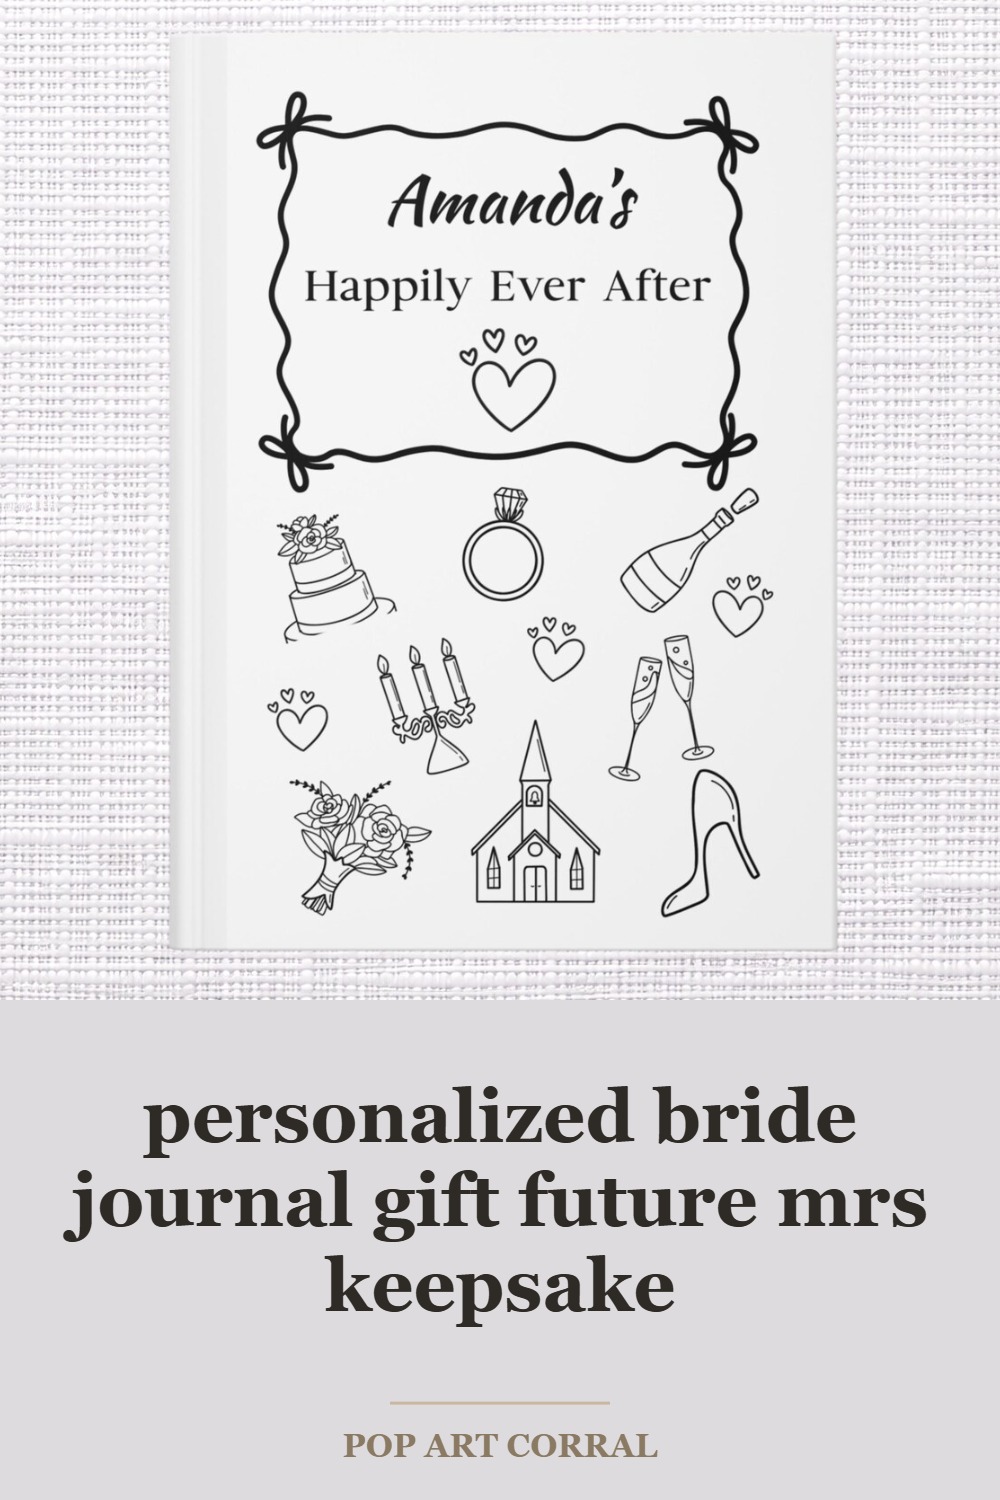 Amanda's
Happily Ever After
personalized bride
journal gift future mrs
keepsake
POP ART CORRAL